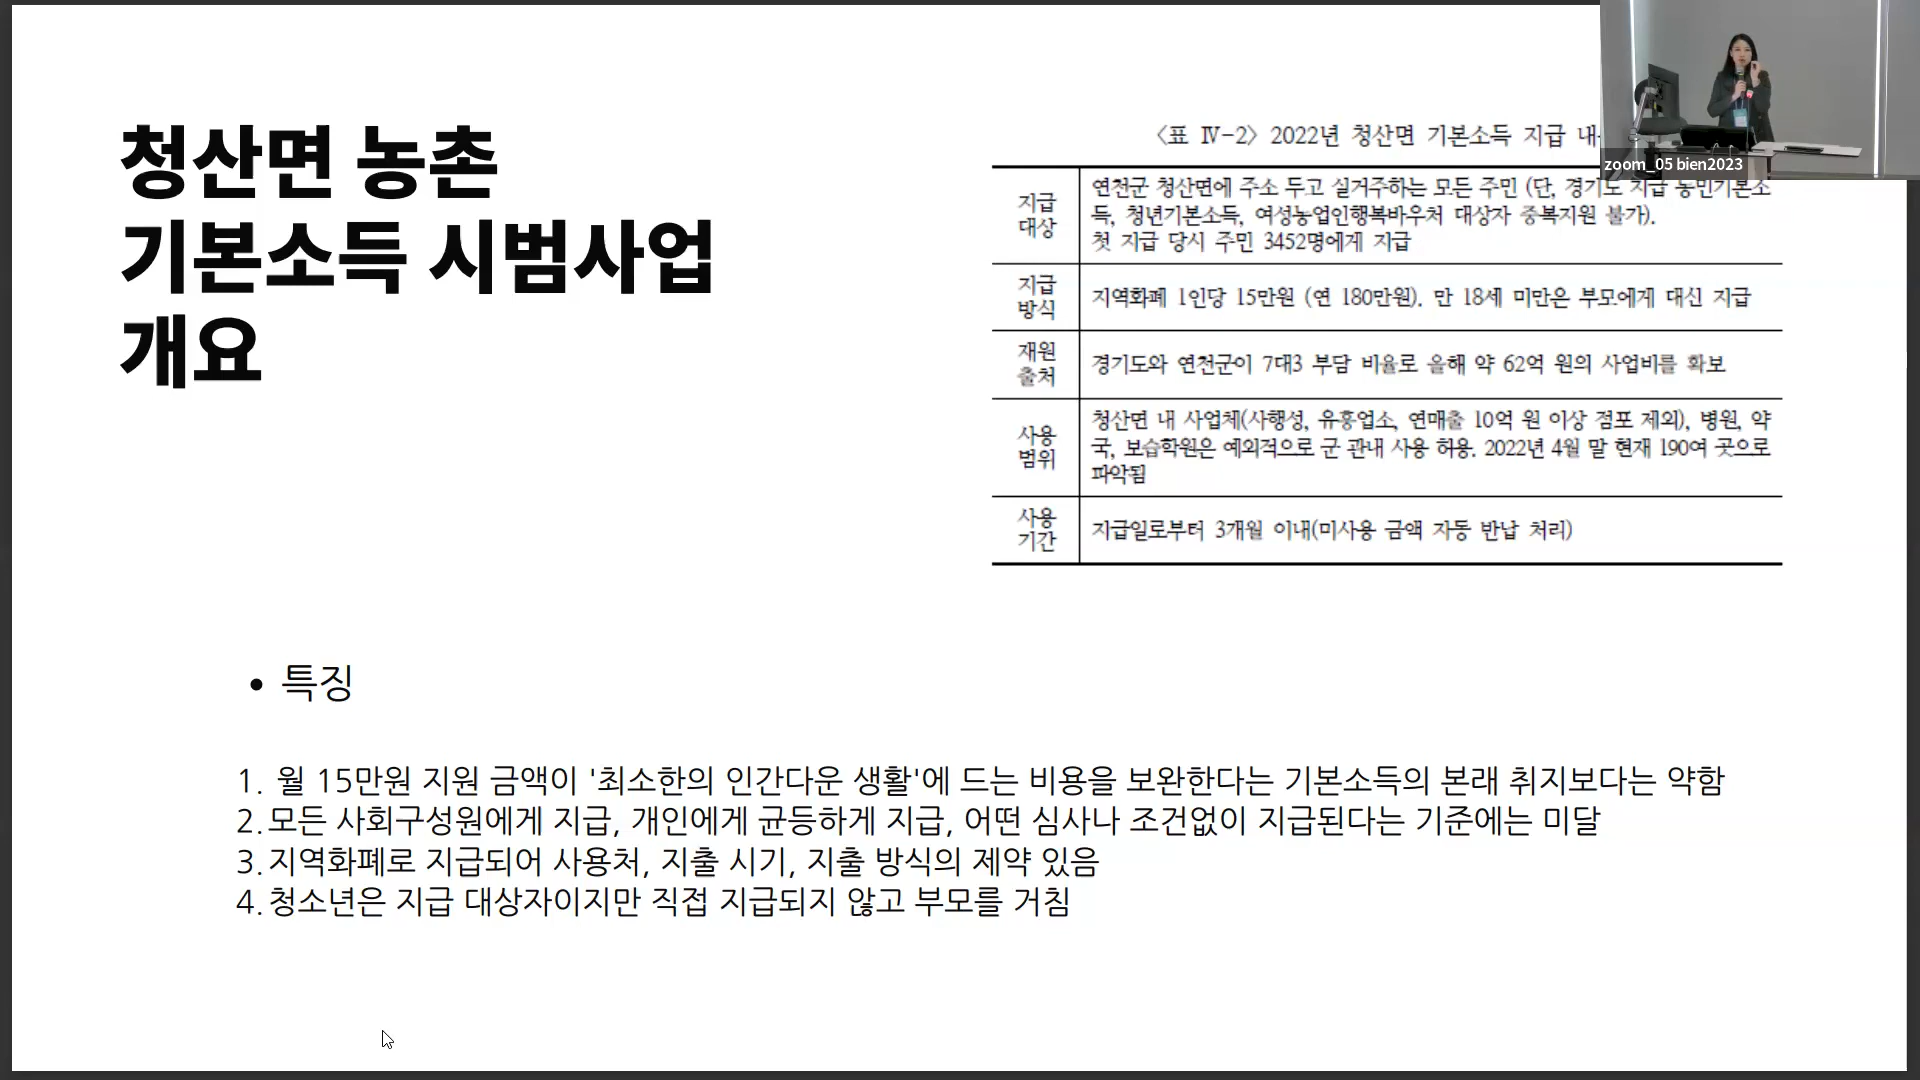 청산면 농촌
기본소득 시범사업
개요
<표 Ⅳ-2> 2022년 청산면 기본소득 지급
zoom_05 bien2023
지급
대상
연천군 청산면에 주소 두고 실거주하는 모든 주민 (단, 경기도 지급 농민기본소
득, 청년기본소득, 여성농업인행복바우처 대상자 중복지원 불가).
첫 지급 당시 주민 3452명에게 지급
지급
방식
지역화폐 1인당 15만원 (연 180만원). 만 18세 미만은 부모에게 대신 지급
재원
출처
경기도와 연천군이 7대3 부담 비율로 올해 약 62억 원의 사업비를 확보
사용
범위
청산면 내 사업체(사행성, 유흥업소, 연매출 10억 원 이상 점포 제외), 병원, 약
국, 보습학원은 예외적으로 군 관내 사용 허용. 2022년 4월 말 현재 190여 곳으로
파악됨
사용
기간
지급일로부터 3개월 이내(미사용 금액 자동 반납 처리)
• 특징
1. 월 15만원 지원 금액이 '최소한의 인간다운 생활'에 드는 비용을 보완한다는 기본소득의 본래 취지보다는 약함
2. 모든 사회구성원에게 지급, 개인에게 균등하게 지급, 어떤 심사나 조건없이 지급된다는 기준에는 미달
3. 지역화폐로 지급되어 사용처, 지출 시기, 지출 방식의 제약 있음
4. 청소년은 지급 대상자이지만 직접 지급되지 않고 부모를 거침